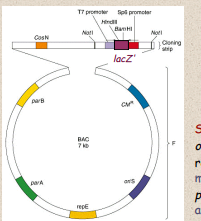 T7 promoter Sp6 promoter
HindIII
CosN NotI BamHI NotI
Cloning strip
lacZ'
parB CMᴿ
BAC
7 kb
F
parA oriS
repE
S
o
r
m
p
a